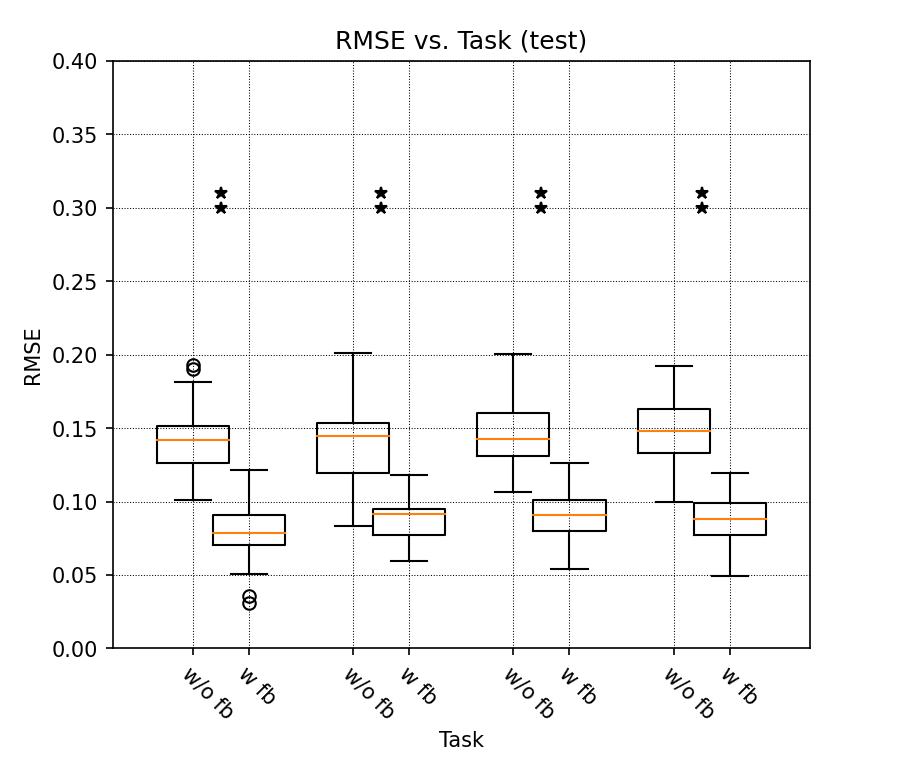 RMSE vs. Task (test)
0.40
0.35
0.30
0.25
0.20
0.15
0.10
0.05
0.00
RMSE
w/o fb
w fb
w/o fb
w fb
w/o fb
w fb
w/o fb
w fb
Task